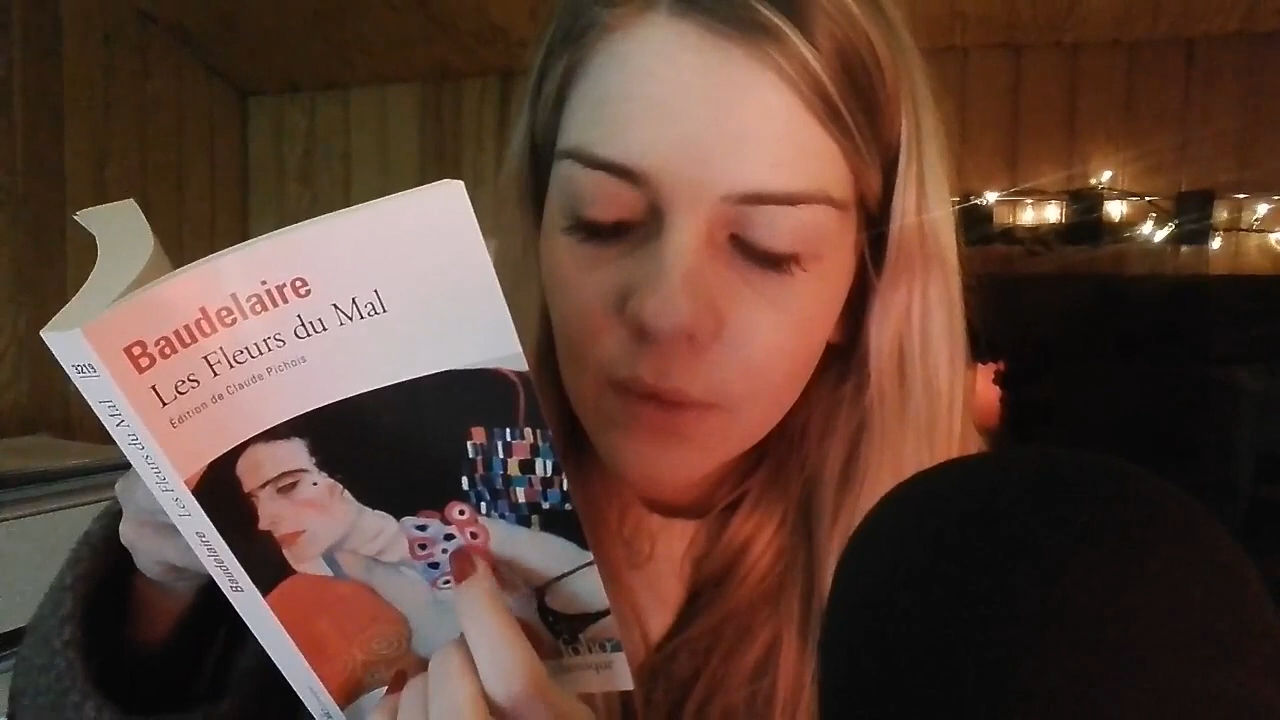 Baudelaire
Les Fleurs du Mal
Édition de Claude Pichois
3219
Baudelaire Les Fleurs du Mal
folio